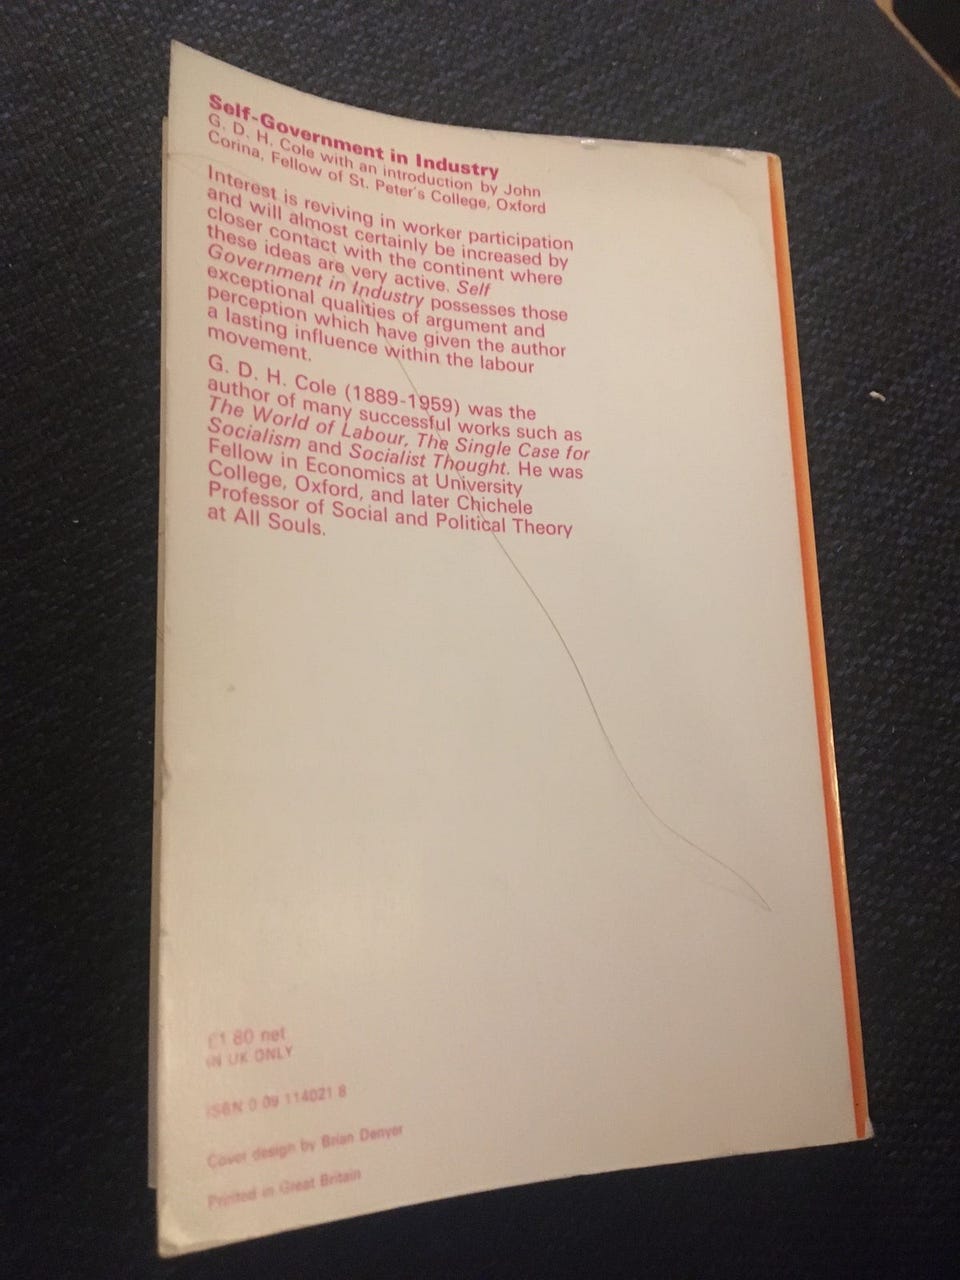 Self-Government in Industry
G. D. H. Cole with an introduction by John
Corina, Fellow of St. Peter's College, Oxford
Interest is reviving in worker participation
and will almost certainly be increased by
closer contact with the continent where
these ideas are very active. Self
Government in Industry possesses those
exceptional qualities of argument and
perception which have given the author
a lasting influence within the labour
movement.
G. D. H. Cole (1889-1959) was the
author of many successful works such as
The World of Labour, The Single Case for
Socialism and Socialist Thought. He was
Fellow in Economics at University
College, Oxford, and later Chichele
Professor of Social and Political Theory
at All Souls.
£1 80 net
IN UK ONLY
ISBN 0 09 114021 8
Cover design by Brian Denyer
Printed in Great Britain